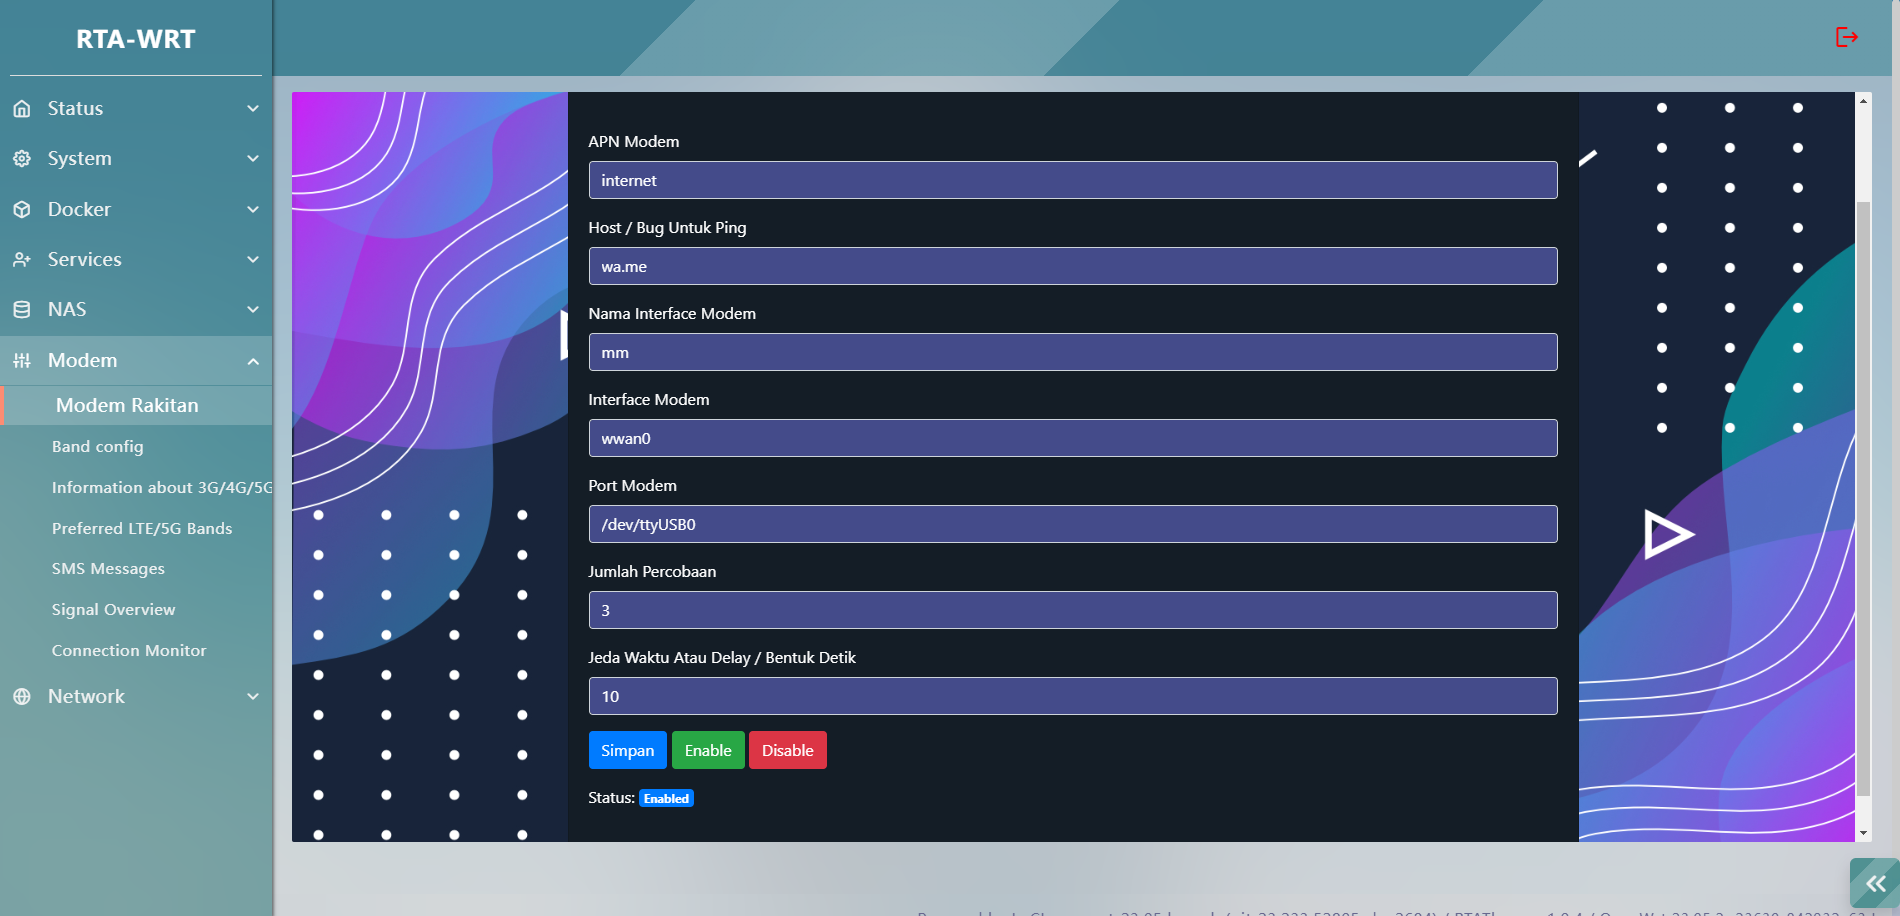 RTA-WRT
Status
System
Docker
Services
NAS
Modem
Modem Rakitan
Band config
Information about 3G/4G/5G
Preferred LTE/5G Bands
SMS Messages
Signal Overview
Connection Monitor
Network
APN Modem
internet
Host / Bug Untuk Ping
wa.me
Nama Interface Modem
mm
Interface Modem
wwan0
Port Modem
/dev/ttyUSB0
Jumlah Percobaan
3
Jeda Waktu Atau Delay / Bentuk Detik
10
Simpan Enable Disable
Status: Enabled